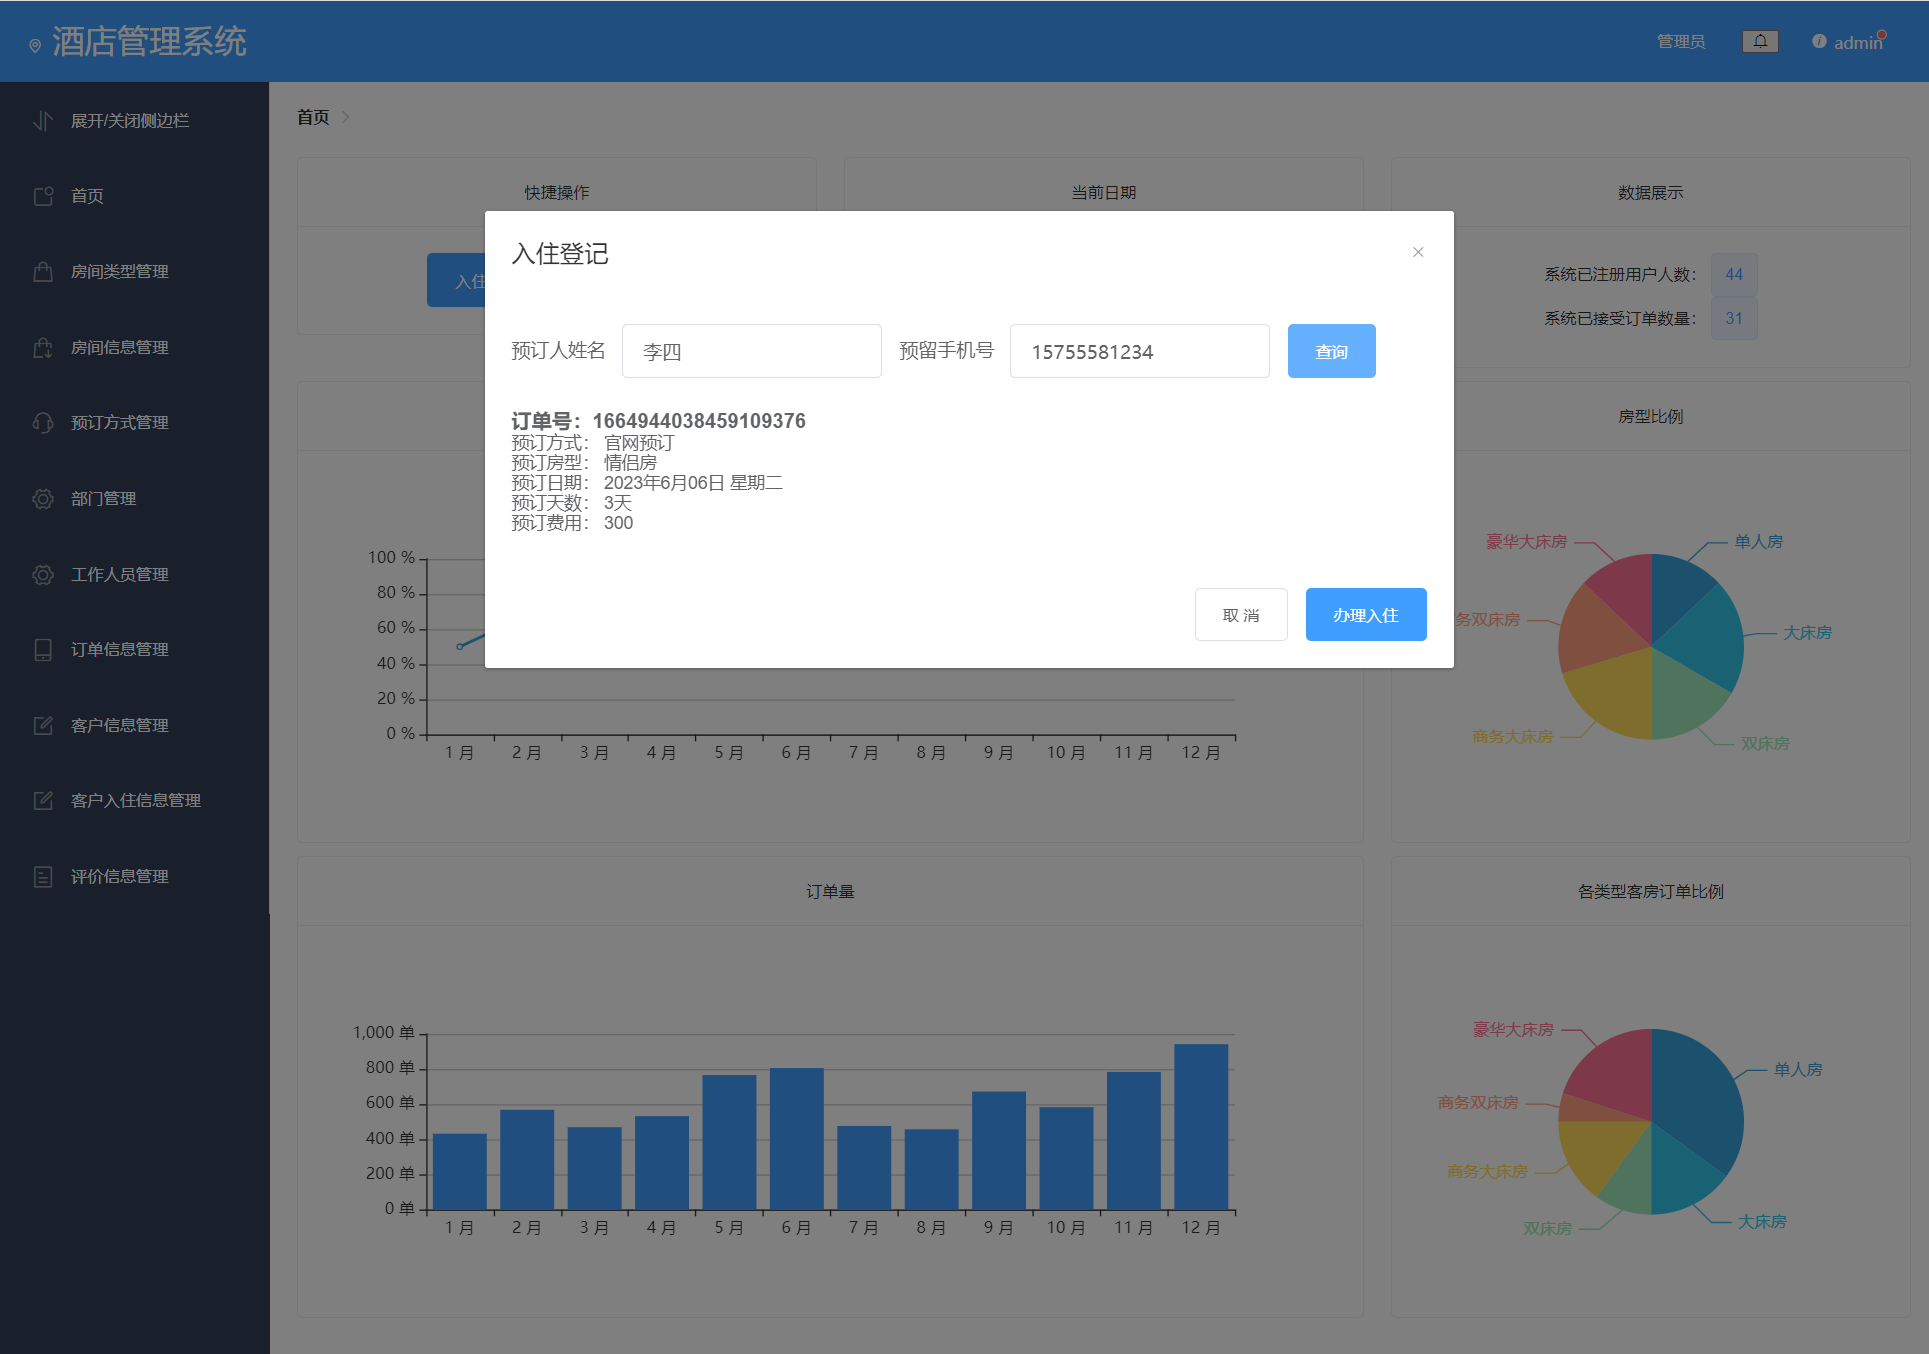 酒店管理系统
管理员
admin
展开/关闭侧边栏
首页
房间类型管理
房间信息管理
预订方式管理
部门管理
工作人员管理
订单信息管理
客户信息管理
客户入住信息管理
评价信息管理
首页
快捷操作
当前日期
数据展示
入住
系统已注册用户人数： 44
系统已接受订单数量： 31
入住登记
预订人姓名 李四 预留手机号 15755581234 查询
订单号：1664944038459109376
预订方式： 官网预订
预订房型： 情侣房
预订日期： 2023年6月06日 星期二
预订天数： 3天
预订费用： 300
取 消 办理入住
100 %
80 %
60 %
40 %
20 %
0 %
1 月 2 月 3 月 4 月 5 月 6 月 7 月 8 月 9 月 10 月 11 月 12 月
房型比例
豪华大床房
单人房
务双床房
大床房
商务大床房
双床房
订单量
1,000 单
800 单
600 单
400 单
200 单
0 单
1 月 2 月 3 月 4 月 5 月 6 月 7 月 8 月 9 月 10 月 11 月 12 月
各类型客房订单比例
豪华大床房
单人房
商务双床房
商务大床房
大床房
双床房